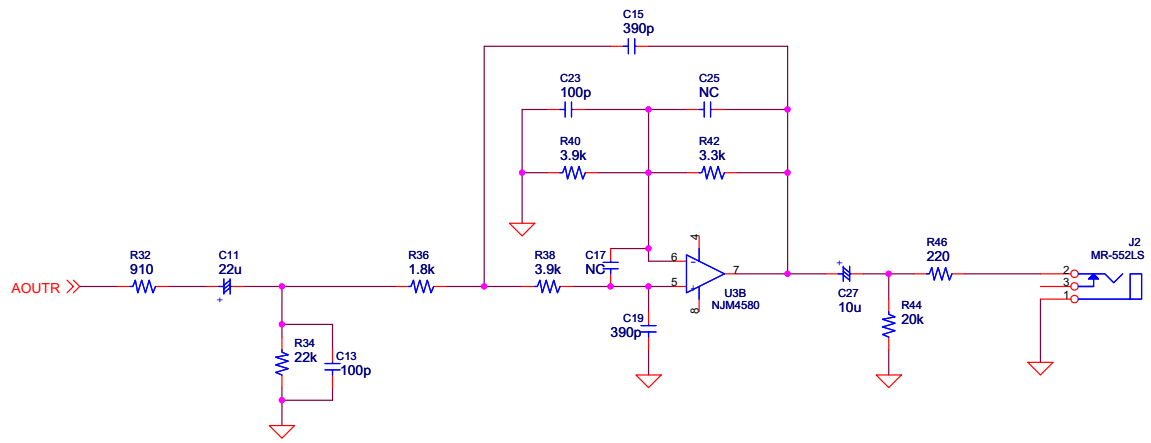 C15
390p
C23
100p
C25
NC
R40
3.9k
R42
3.3k
R32
910
C11
22u
+
R36
1.8k
R38
3.9k
C17
NC
4
6
-
7
5
+
8
U3B
NJM4580
C19
390p
+
C27
10u
R46
220
R44
20k
J2
MR-552LS
2
3
1
AOUTR
R34
22k
C13
100p